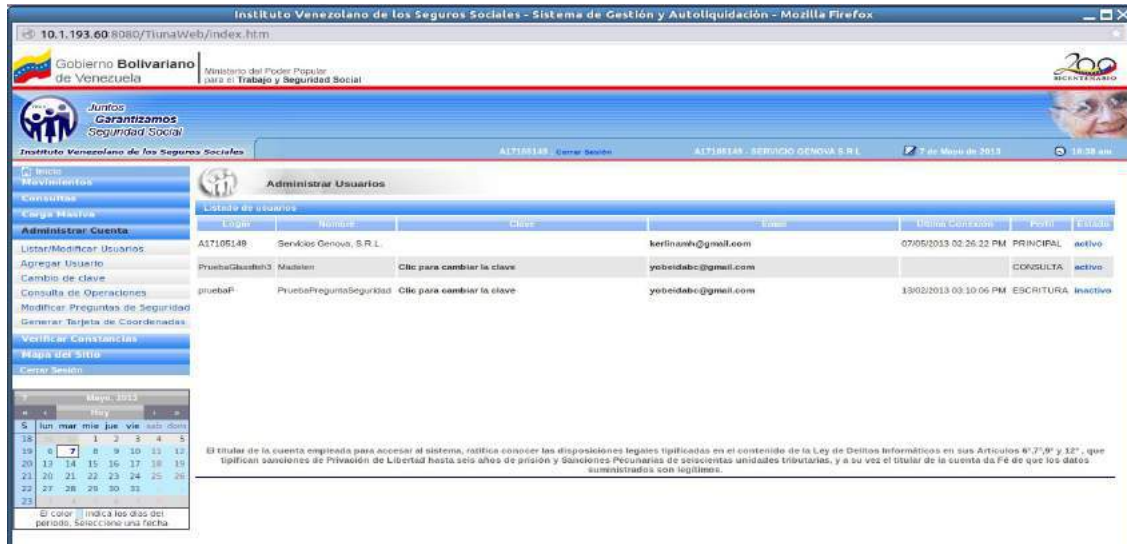 Instituto Venezolano de los Seguros Sociales - Sistema de Gestión y Autoliquidación - Mozilla Firefox
10.1.193.60:8080/TiunaWeb/index.htm
Gobierno Bolivariano
de Venezuela
Ministerio del Poder Popular
para el Trabajo y Seguridad Social
200
BICENTENARIO
Juntos
Garantizamos
Seguridad Social
Instituto Venezolano de los Seguros Sociales
A17105149 Cerrar Sesión
A17105149 - SERVICIO GENOVA S.R.L
7 de Mayo de 2013
Inicio
Movimientos
Consultas
Carga Masiva
Administrar Cuenta
Listar/Modificar Usuarios
Agregar Usuario
Cambio de clave
Consulta de Operaciones
Modificar Preguntas de Seguridad
Generar Tarjeta de Coordenadas
Verificar Constancias
Mapa del Sitio
Cerrar Sesión
Administrar Usuarios
Listado de usuarios
Login Nombre Clave Email Última Conexión Perfil Estado
A17105149 Servicios Genova, S.R.L. kerlinamh@gmail.com 07/05/2013 02:26:22 PM PRINCIPAL activo
PruebaGlassfish3 Madelen Clic para cambiar la clave yobeidabc@gmail.com CONSULTA activo
pruebaP PruebaPreguntaSeguridad Clic para cambiar la clave yobeidabc@gmail.com 13/02/2013 03:10:06 PM ESCRITURA inactivo
? Mayo, 2013
« ‹ Hoy › »
S lun mar mie jue vie sab dom
18 1 2 3 4 5
19 6 7 8 9 10 11 12
20 13 14 15 16 17 18 19
21 20 21 22 23 24 25 26
22 27 28 29 30 31
23
El color indica los días del
periodo. Seleccione una fecha
El titular de la cuenta empleada para accesar al sistema, ratifica conocer las disposiciones legales tipificadas en el contenido de la Ley de Delitos Informáticos en sus Artículos 6°,7°,9° y 12° , que
tipifican sanciones de Privación de Libertad hasta seis años de prisión y Sanciones Pecunarias de seiscientas unidades tributarias, y a su vez el titular de la cuenta da Fé de que los datos
suministrados son legítimos.